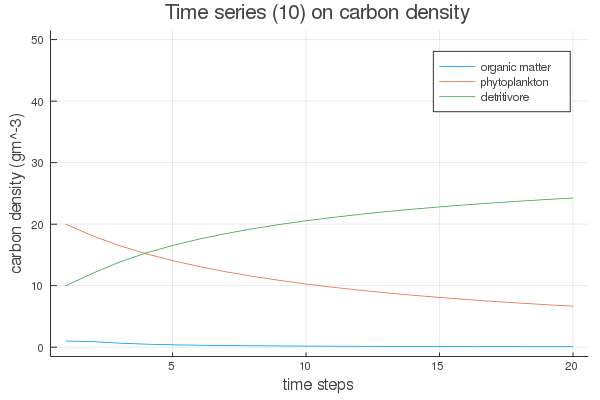 Time series (10) on carbon density
50
40
30
20
10
0
carbon density (gm^-3)
organic matter
phytoplankton
detritivore
5
10
15
20
time steps